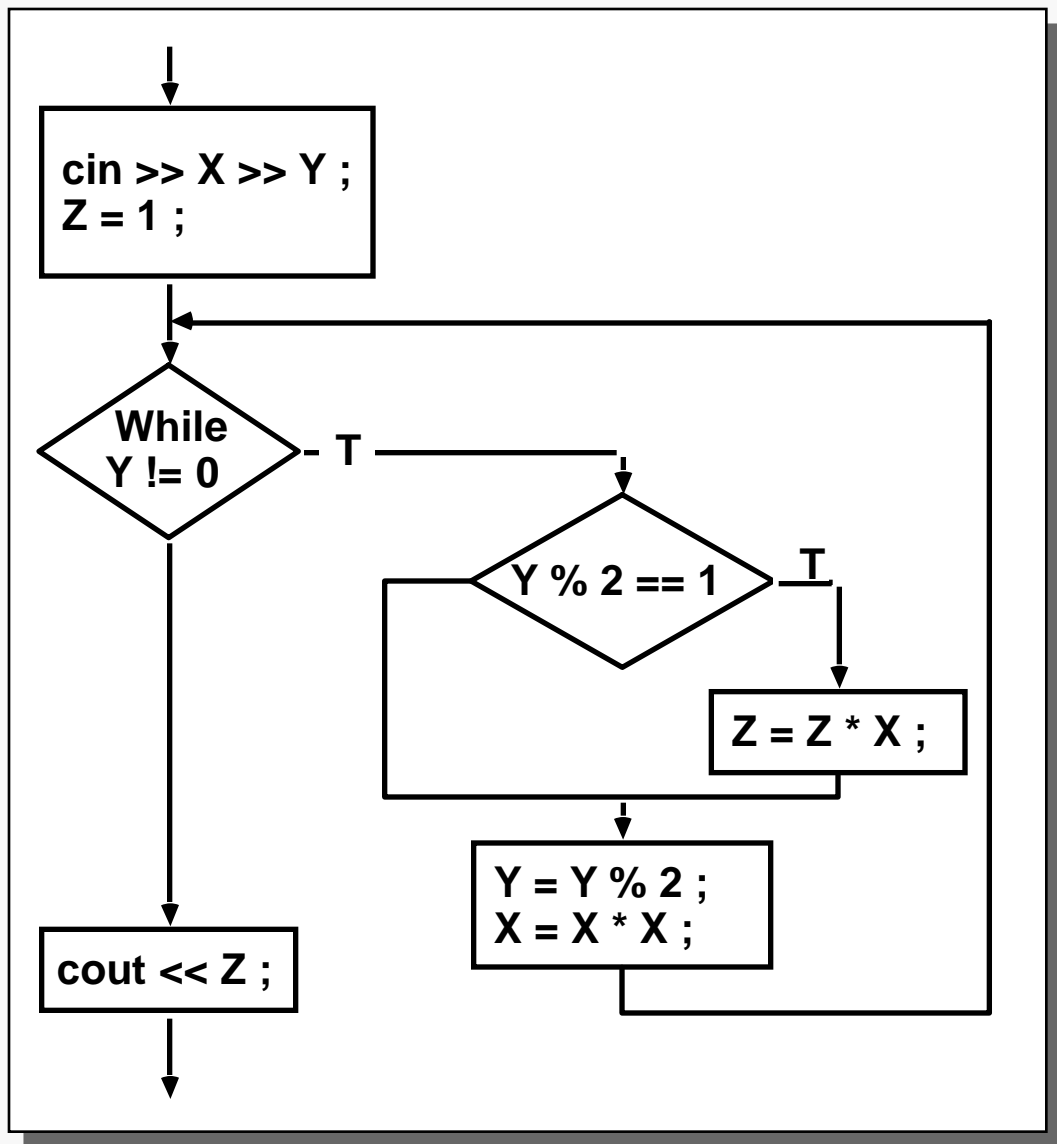 cin >> X >> Y ;
Z = 1 ;
While
Y != 0
T
Y % 2 == 1
T
Z = Z * X ;
Y = Y % 2 ;
X = X * X ;
cout << Z ;